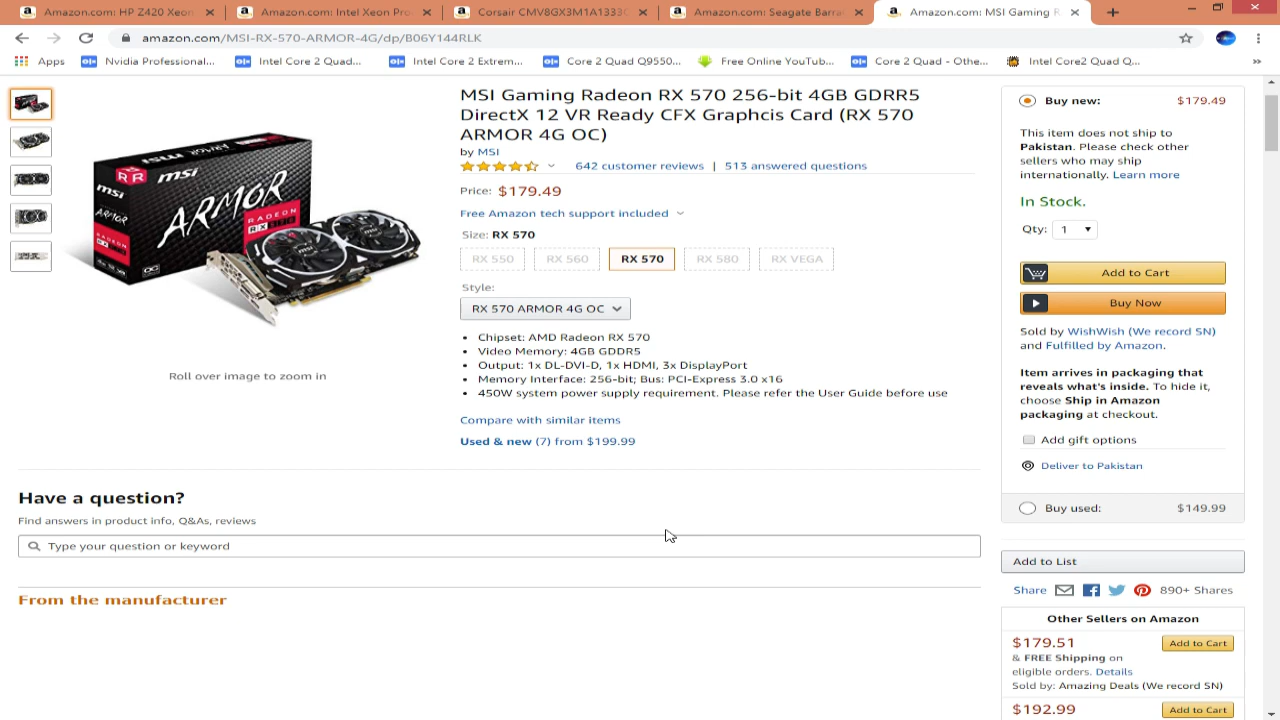 Amazon.com: HP Z420 Xeon
Amazon.com: Intel Xeon Pro
Corsair CMV8GX3M1A1333C
Amazon.com: Seagate Barra
Amazon.com: MSI Gaming R
amazon.com/MSI-RX-570-ARMOR-4G/dp/B06Y144RLK
Apps
Nvidia Professional...
Intel Core 2 Quad...
Intel Core 2 Extrem...
Core 2 Quad Q9550...
Free Online YouTub...
Core 2 Quad - Othe...
Intel Core2 Quad Q...
MSI Gaming Radeon RX 570 256-bit 4GB GDRR5
DirectX 12 VR Ready CFX Graphcis Card (RX 570
ARMOR 4G OC)
by MSI
642 customer reviews | 513 answered questions
Price: $179.49
Free Amazon tech support included
Size: RX 570
RX 550
RX 560
RX 570
RX 580
RX VEGA
Style:
RX 570 ARMOR 4G OC
• Chipset: AMD Radeon RX 570
• Video Memory: 4GB GDDR5
• Output: 1x DL-DVI-D, 1x HDMI, 3x DisplayPort
• Memory Interface: 256-bit; Bus: PCI-Express 3.0 x16
• 450W system power supply requirement. Please refer the User Guide before use
Compare with similar items
Used & new (7) from $199.99
msi
ARMOR
RADEON
OC
Roll over image to zoom in
Have a question?
Find answers in product info, Q&As, reviews
Type your question or keyword
From the manufacturer
Buy new: $179.49
This item does not ship to
Pakistan. Please check other
sellers who may ship
internationally. Learn more
In Stock.
Qty: 1
Add to Cart
Buy Now
Sold by WishWish (We record SN)
and Fulfilled by Amazon.
Item arrives in packaging that
reveals what's inside. To hide it,
choose Ship in Amazon
packaging at checkout.
Add gift options
Deliver to Pakistan
Buy used: $149.99
Add to List
Share 890+ Shares
Other Sellers on Amazon
$179.51 Add to Cart
& FREE Shipping on
eligible orders. Details
Sold by: Amazing Deals (We record SN)
$192.99 Add to Cart